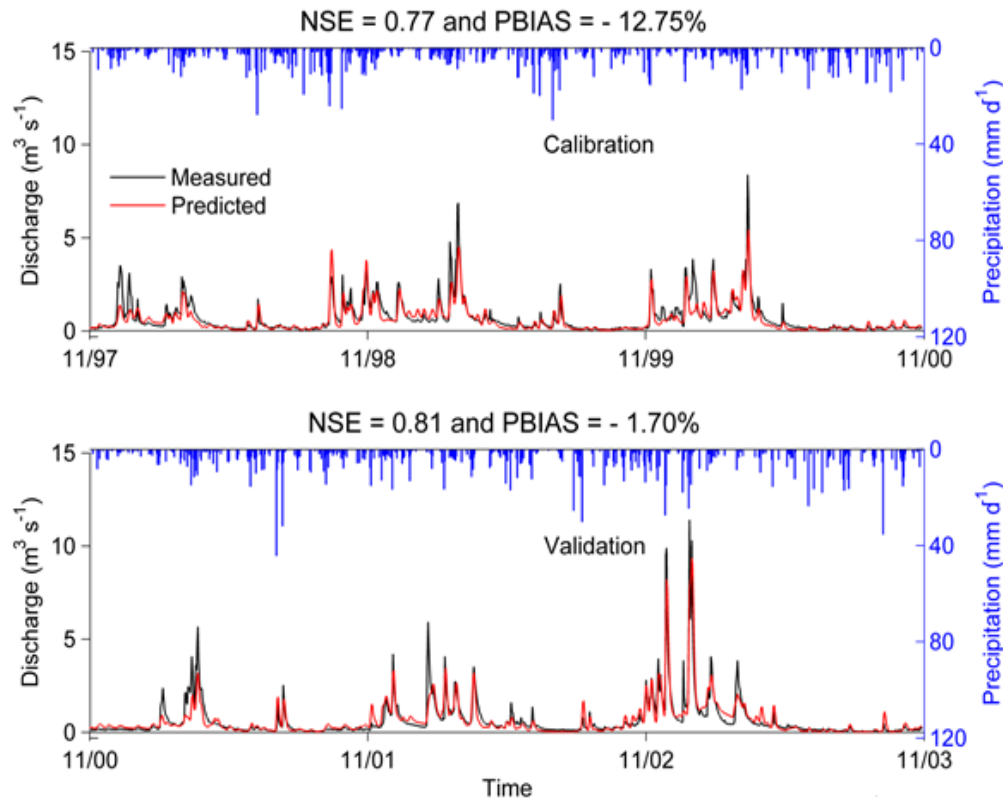 NSE = 0.77 and PBIAS = - 12.75%
15
10
5
0
Discharge (m³ s⁻¹)
0
40
80
120
Precipitation (mm d⁻¹)
Calibration
Measured
Predicted
11/97
11/98
11/99
11/00
NSE = 0.81 and PBIAS = - 1.70%
15
10
5
0
Discharge (m³ s⁻¹)
0
40
80
120
Precipitation (mm d⁻¹)
Validation
11/00
11/01
11/02
11/03
Time